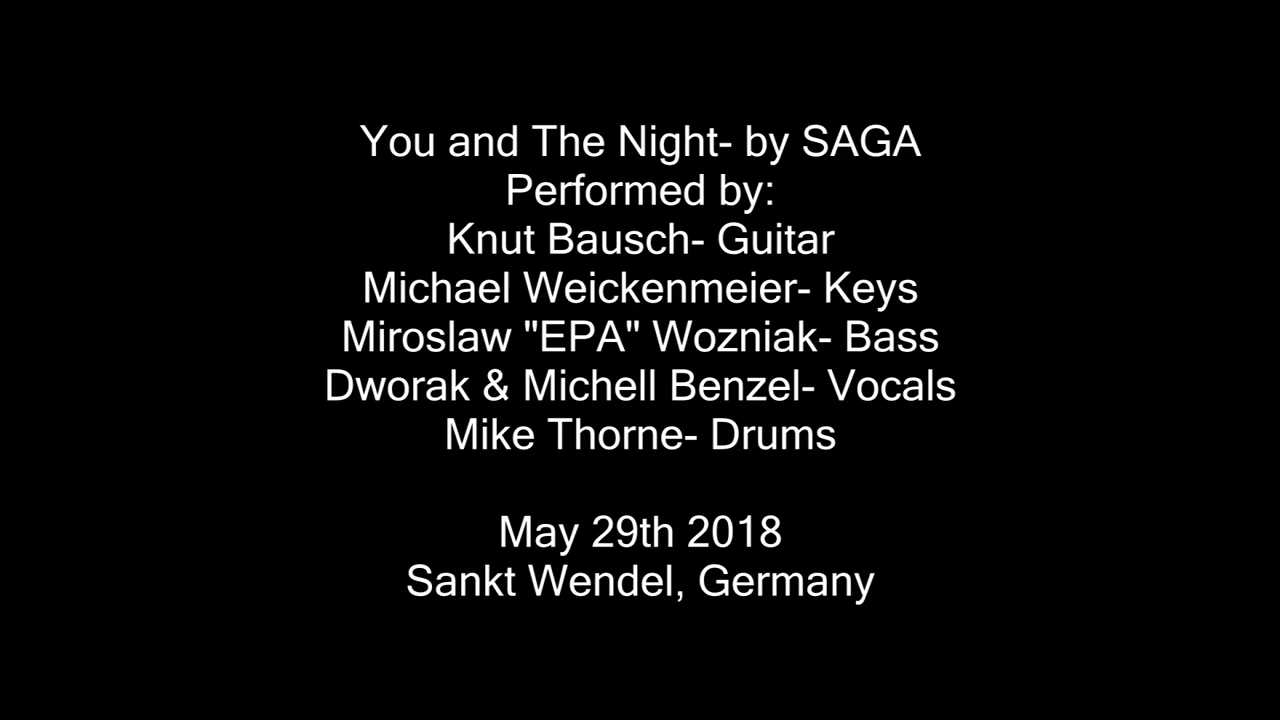 You and The Night- by SAGA
Performed by:
Knut Bausch- Guitar
Michael Weickenmeier- Keys
Miroslaw "EPA" Wozniak- Bass
Dworak & Michell Benzel- Vocals
Mike Thorne- Drums
May 29th 2018
Sankt Wendel, Germany